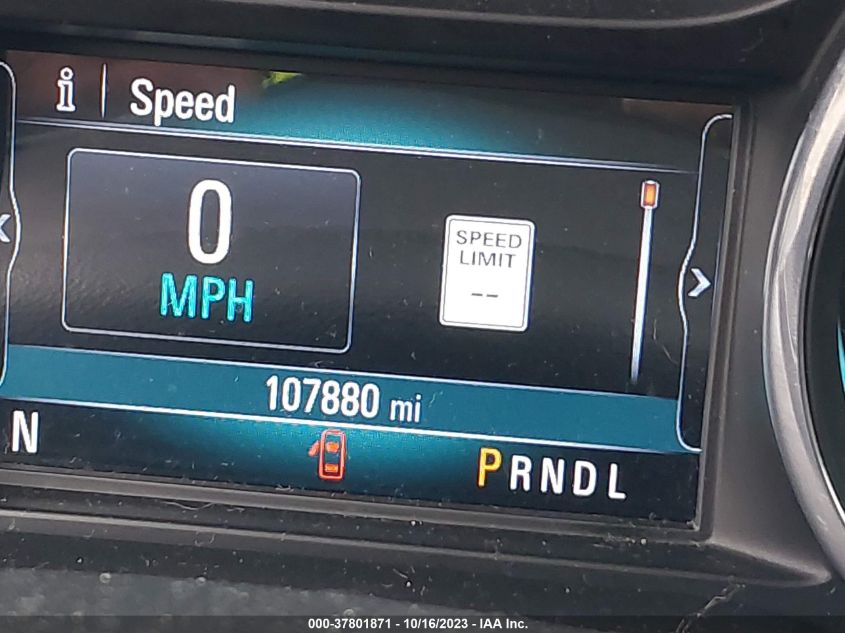 i Speed
0
MPH
SPEED
LIMIT
--
107880 mi
N
PRNDL
000-37801871 - 10/16/2023 - IAA Inc.